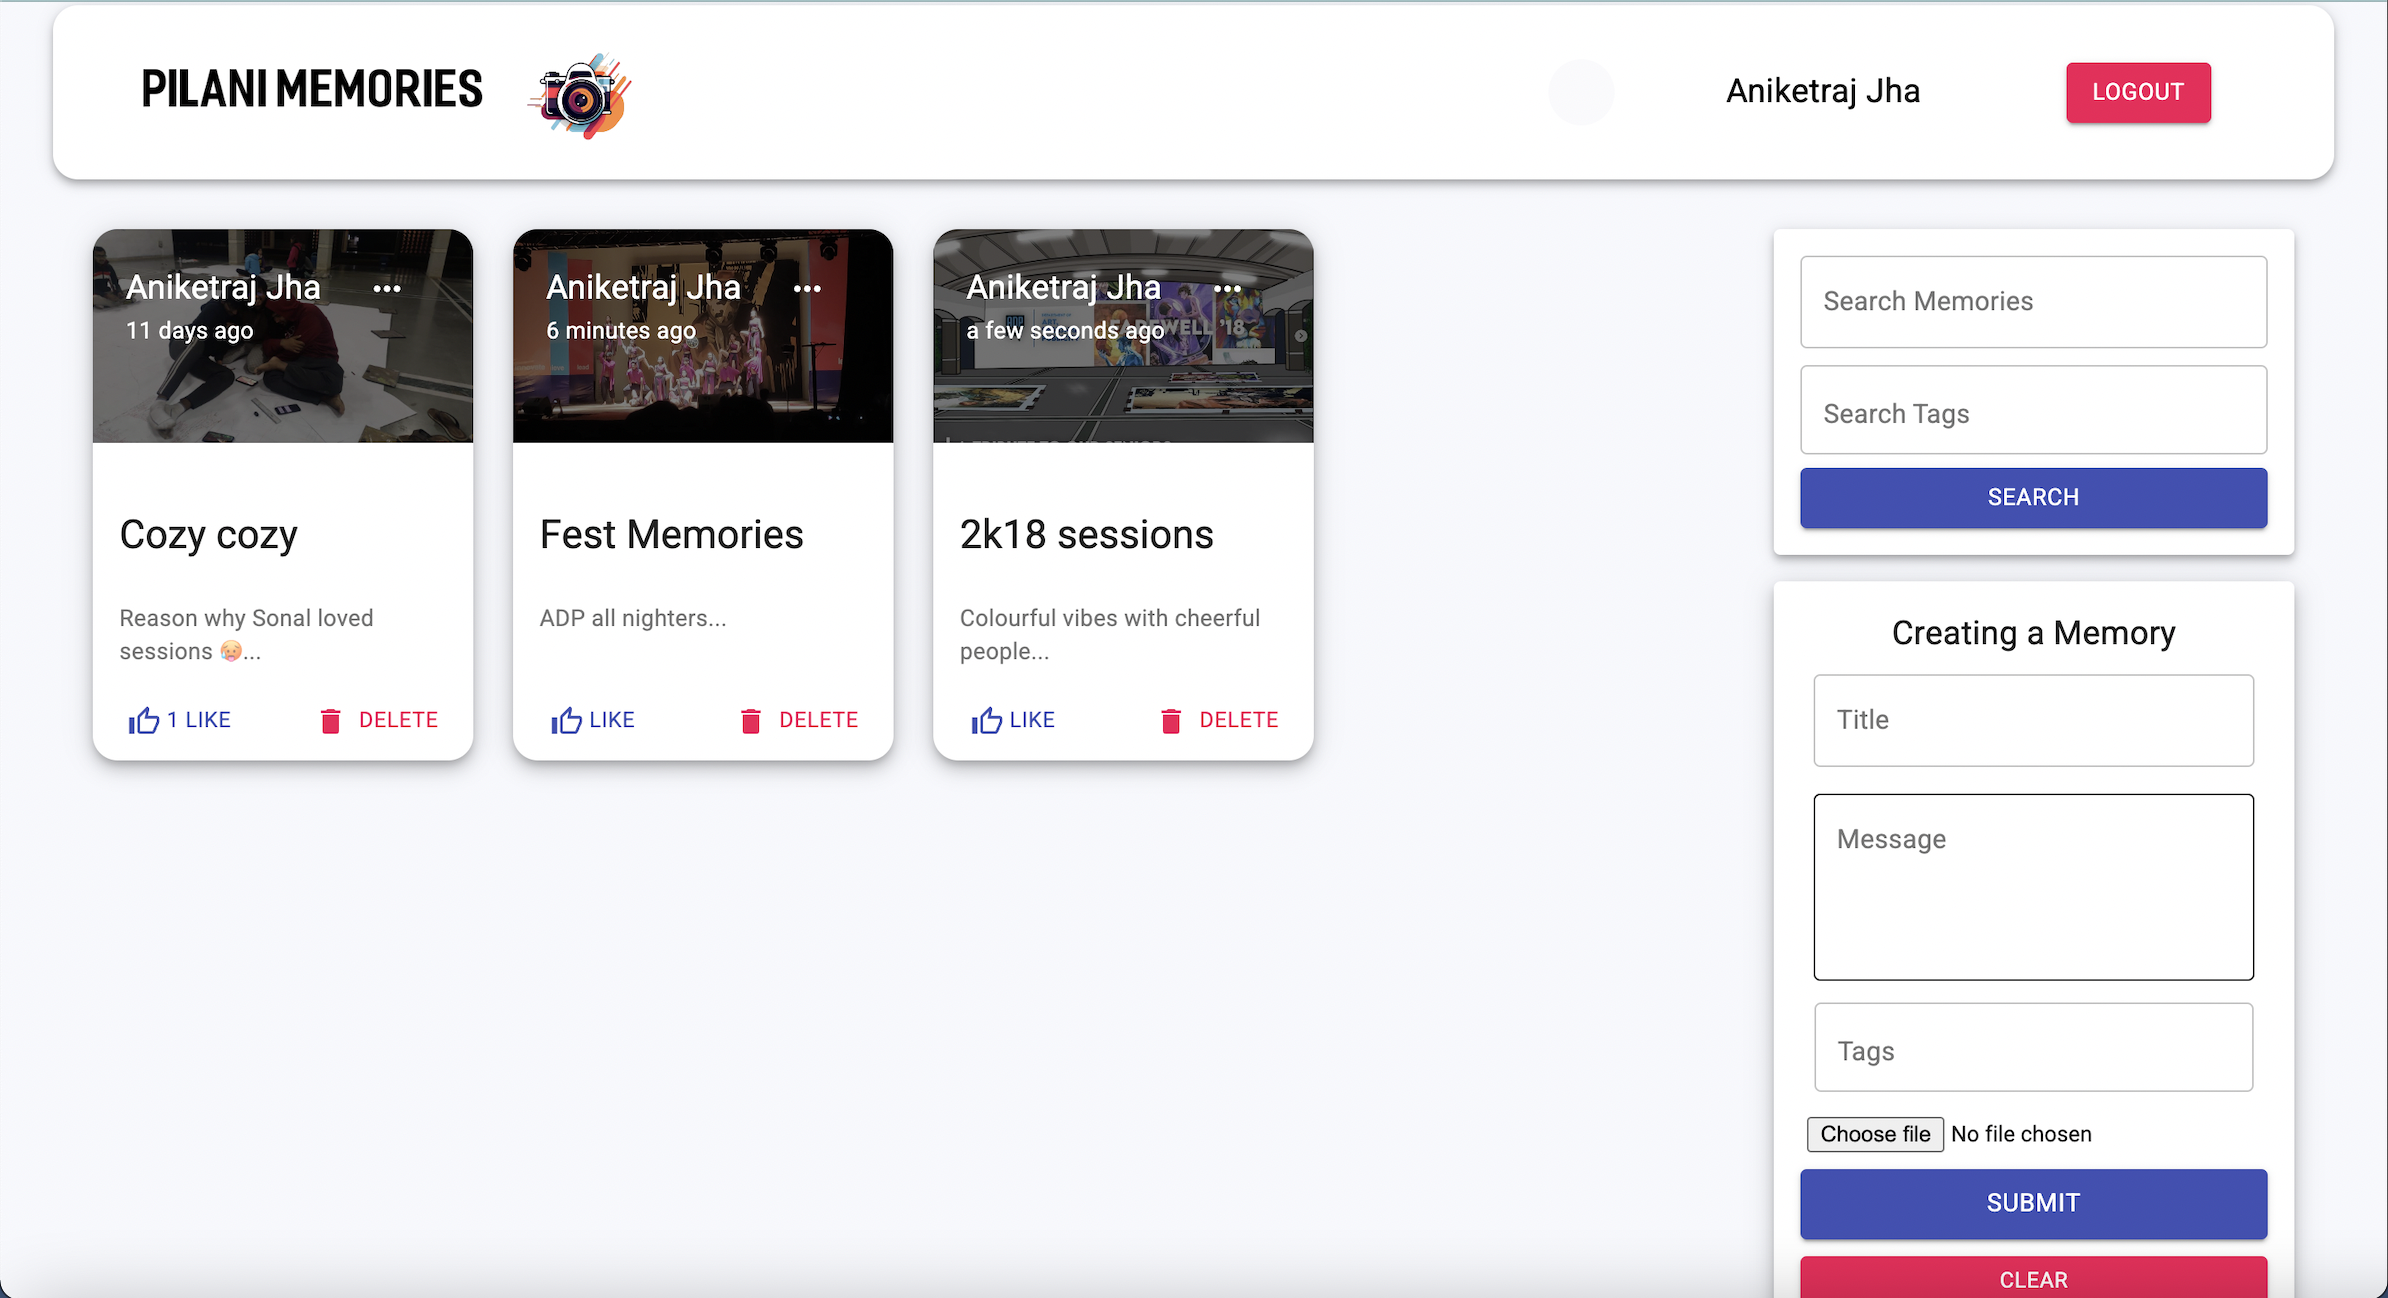 PILANI MEMORIES
Aniketraj Jha
LOGOUT
Aniketraj Jha
11 days ago
Cozy cozy
Reason why Sonal loved
sessions 🥵...
1 LIKE
DELETE
Aniketraj Jha
6 minutes ago
Fest Memories
ADP all nighters...
LIKE
DELETE
Aniketraj Jha
a few seconds ago
FAREWELL '18
2k18 sessions
Colourful vibes with cheerful
people...
LIKE
DELETE
Search Memories
Search Tags
SEARCH
Creating a Memory
Title
Message
Tags
Choose file No file chosen
SUBMIT
CLEAR